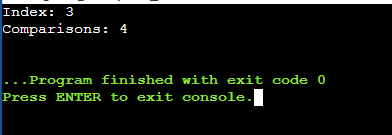 Index: 3
Comparisons: 4
...Program finished with exit code 0
Press ENTER to exit console.